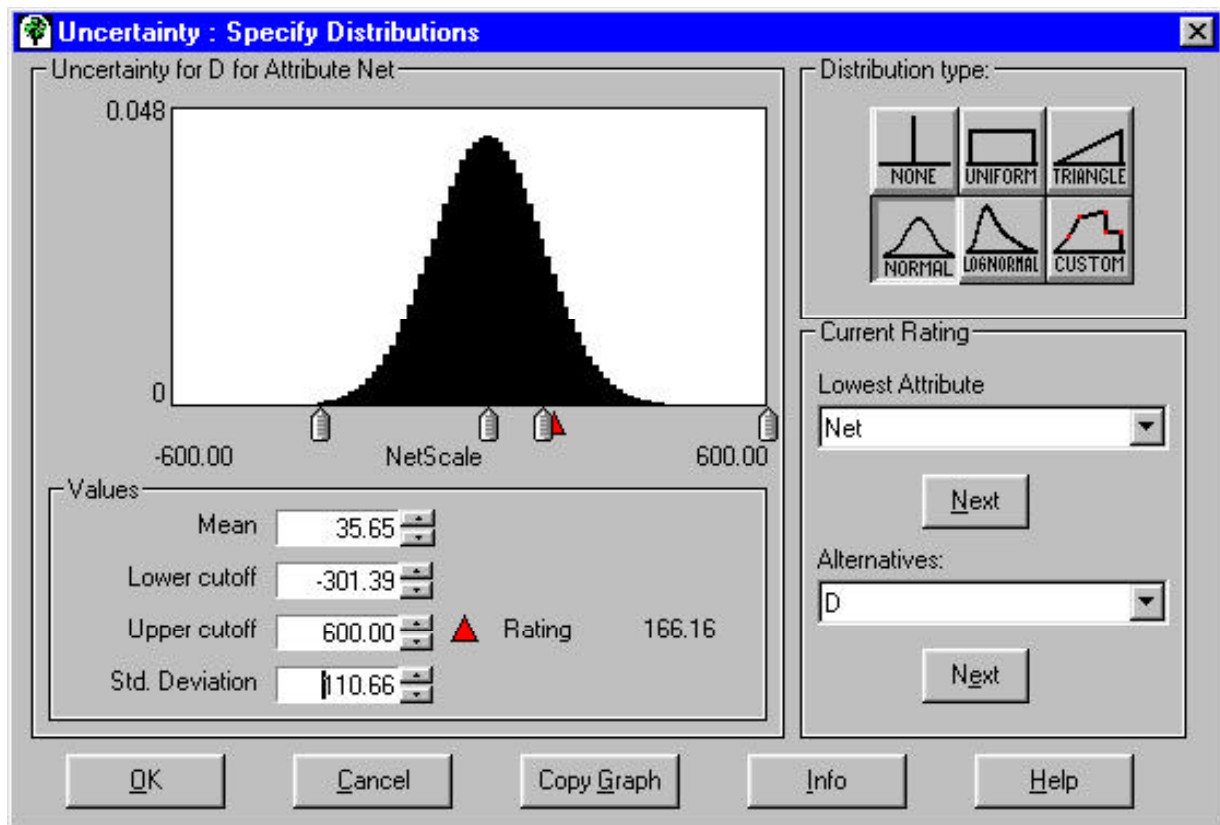 Uncertainty : Specify Distributions
Uncertainty for D for Attribute Net
0.048
0
-600.00 NetScale 600.00
Values
Mean 35.65
Lower cutoff -301.39
Upper cutoff 600.00 Rating 166.16
Std. Deviation 110.66
Distribution type:
NONE UNIFORM TRIANGLE
NORMAL LOGNORMAL CUSTOM
Current Rating
Lowest Attribute
Net
Next
Alternatives:
D
Next
OK Cancel Copy Graph Info Help